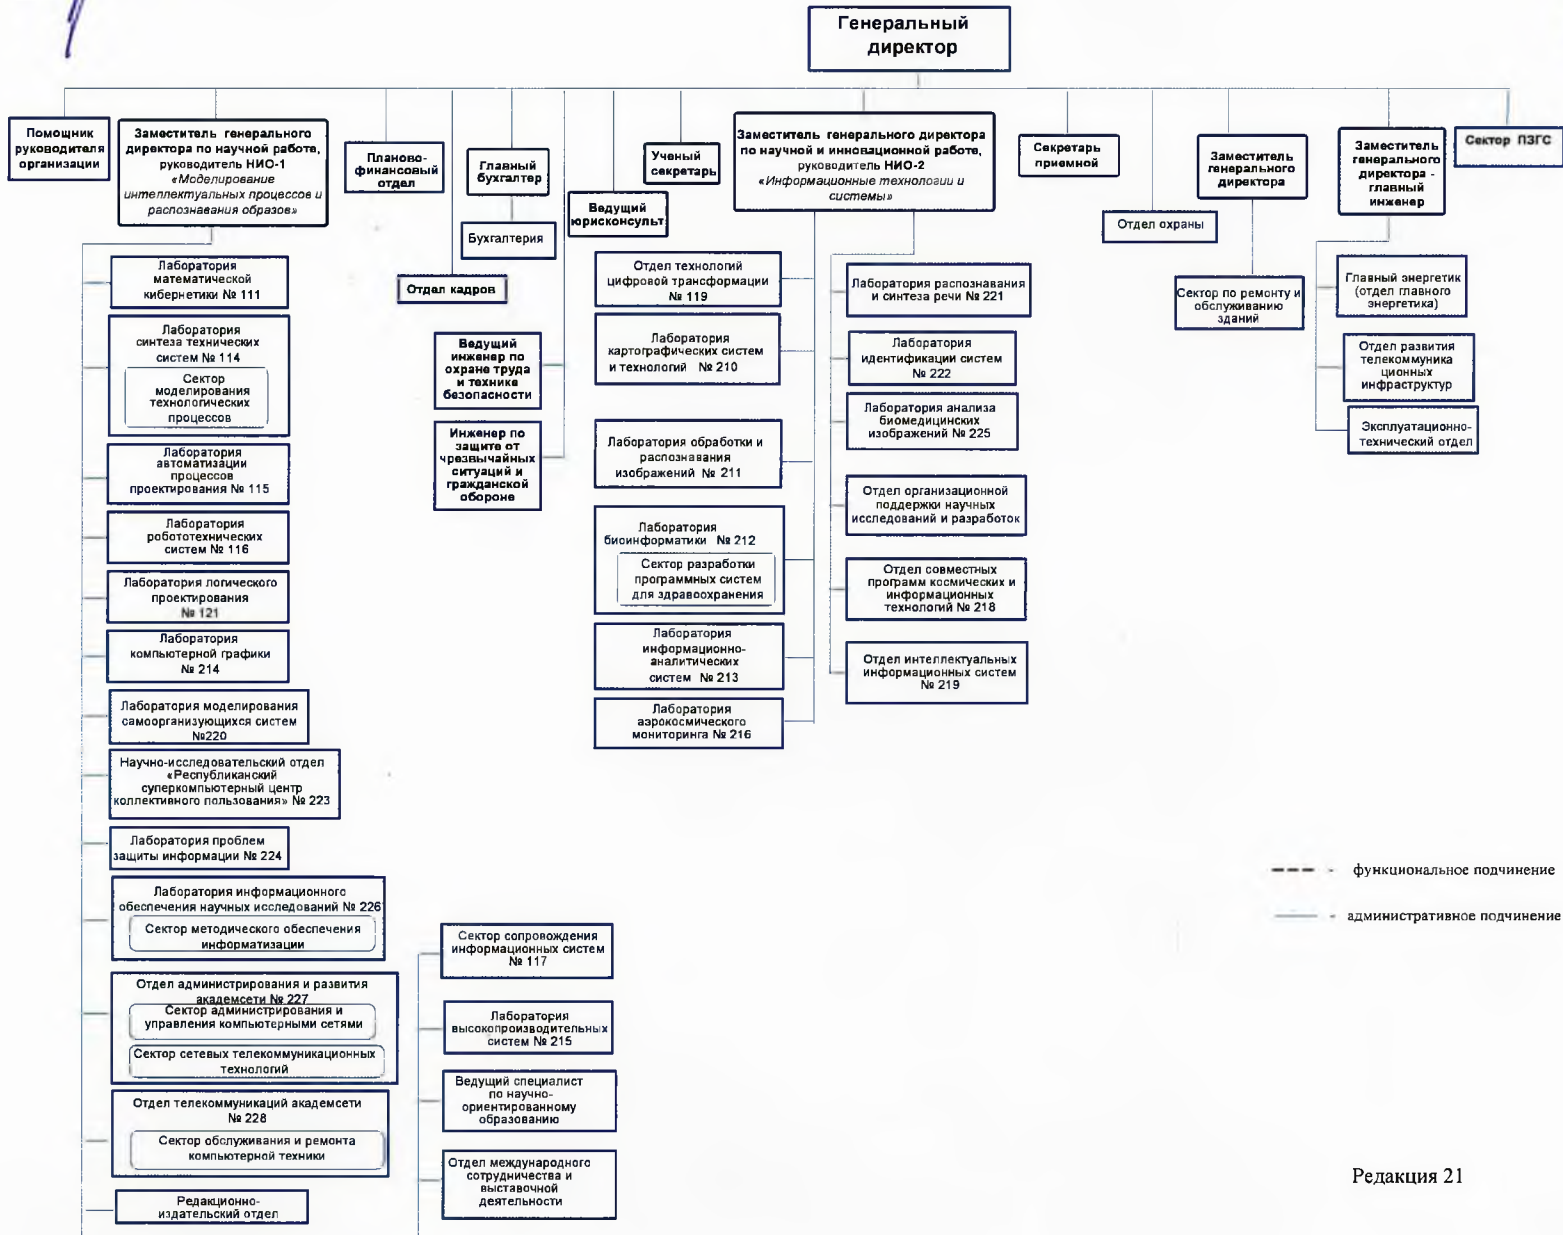 Генеральный
директор
Помощник
руководителя
организации
Заместитель генерального
директора по научной работе,
руководитель НИО-1
«Моделирование
интеллектуальных процессов и
распознавания образов»
Планово-
финансовый
отдел
Главный
бухгалтер
Ученый
секретарь
Заместитель генерального директора
по научной и инновационной работе,
руководитель НИО-2
«Информационные технологии и
системы»
Секретарь
приемной
Заместитель
генерального
директора
Заместитель
генерального
директора -
главный
инженер
Сектор ПЗГС
Ведущий
юрисконсульт
Бухгалтерия
Отдел кадров
Отдел охраны
Ведущий
инженер по
охране труда
и технике
безопасности
Инженер по
защите от
чрезвычайных
ситуаций и
гражданской
обороне
Лаборатория
математической
кибернетики № 111
Лаборатория
синтеза технических
систем № 114
Сектор
моделирования
технологических
процессов
Лаборатория
автоматизации
процессов
проектирования № 115
Лаборатория
робототехнических
систем № 116
Лаборатория логического
проектирования
№ 121
Лаборатория
компьютерной графики
№ 214
Лаборатория моделирования
самоорганизующихся систем
№220
Научно-исследовательский отдел
«Республиканский
суперкомпьютерный центр
коллективного пользования» № 223
Лаборатория проблем
защиты информации № 224
Лаборатория информационного
обеспечения научных исследований № 226
Сектор методического обеспечения
информатизации
Отдел администрирования и развития
академсети № 227
Сектор администрирования и
управления компьютерными сетями
Сектор сетевых телекоммуникационных
технологий
Отдел телекоммуникаций академсети
№ 228
Сектор обслуживания и ремонта
компьютерной техники
Редакционно-
издательский отдел
Сектор сопровождения
информационных систем
№ 117
Лаборатория
высокопроизводительных
систем № 215
Ведущий специалист
по научно-
ориентированному
образованию
Отдел международного
сотрудничества и
выставочной
деятельности
Отдел технологий
цифровой трансформации
№ 119
Лаборатория
картографических систем
и технологий № 210
Лаборатория обработки и
распознавания
изображений № 211
Лаборатория
биоинформатики № 212
Сектор разработки
программных систем
для здравоохранения
Лаборатория
информационно-
аналитических
систем № 213
Лаборатория
аэрокосмического
мониторинга № 216
Лаборатория распознавания
и синтеза речи № 221
Лаборатория
идентификации систем
№ 222
Лаборатория анализа
биомедицинских
изображений № 225
Отдел организационной
поддержки научных
исследований и разработок
Отдел совместных
программ космических и
информационных
технологий № 218
Отдел интеллектуальных
информационных систем
№ 219
Сектор по ремонту и
обслуживанию
зданий
Главный энергетик
(отдел главного
энергетика)
Отдел развития
телекоммуника
ционных
инфраструктур
Эксплуатационно-
технический отдел
- функциональное подчинение
- административное подчинение
Редакция 21